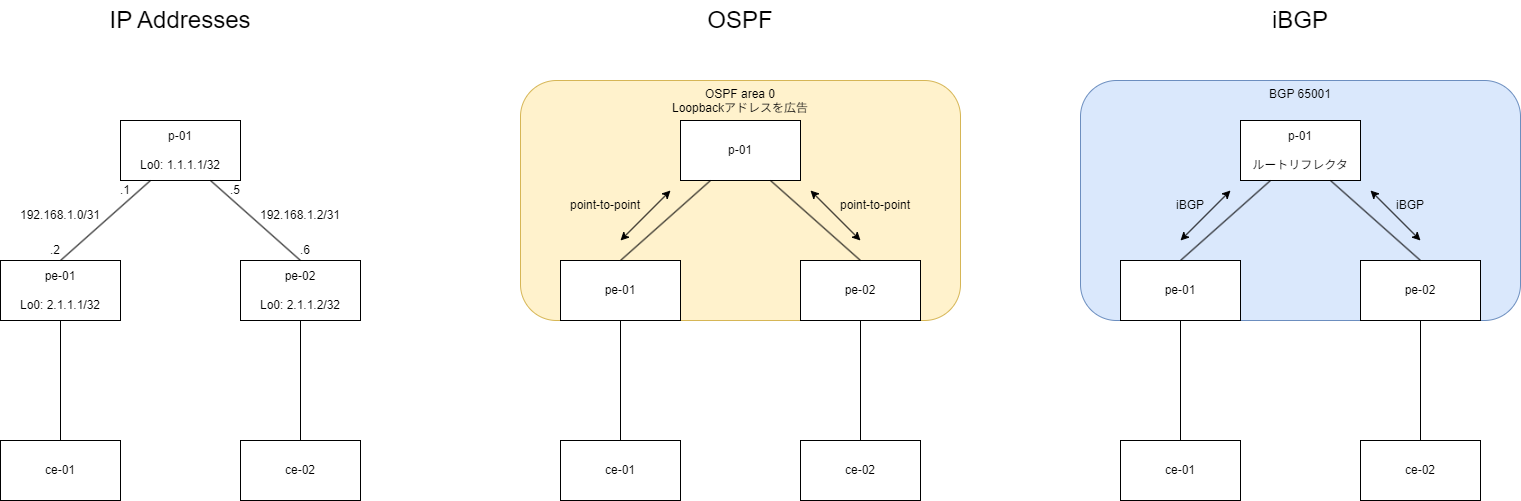 IP Addresses
p-01
Lo0: 1.1.1.1/32
.1
.5
192.168.1.0/31
192.168.1.2/31
.2
.6
pe-01
Lo0: 2.1.1.1/32
pe-02
Lo0: 2.1.1.2/32
ce-01
ce-02
OSPF
OSPF area 0
Loopbackアドレスを広告
p-01
point-to-point
point-to-point
pe-01
pe-02
ce-01
ce-02
iBGP
BGP 65001
p-01
ルートリフレクタ
iBGP
iBGP
pe-01
pe-02
ce-01
ce-02